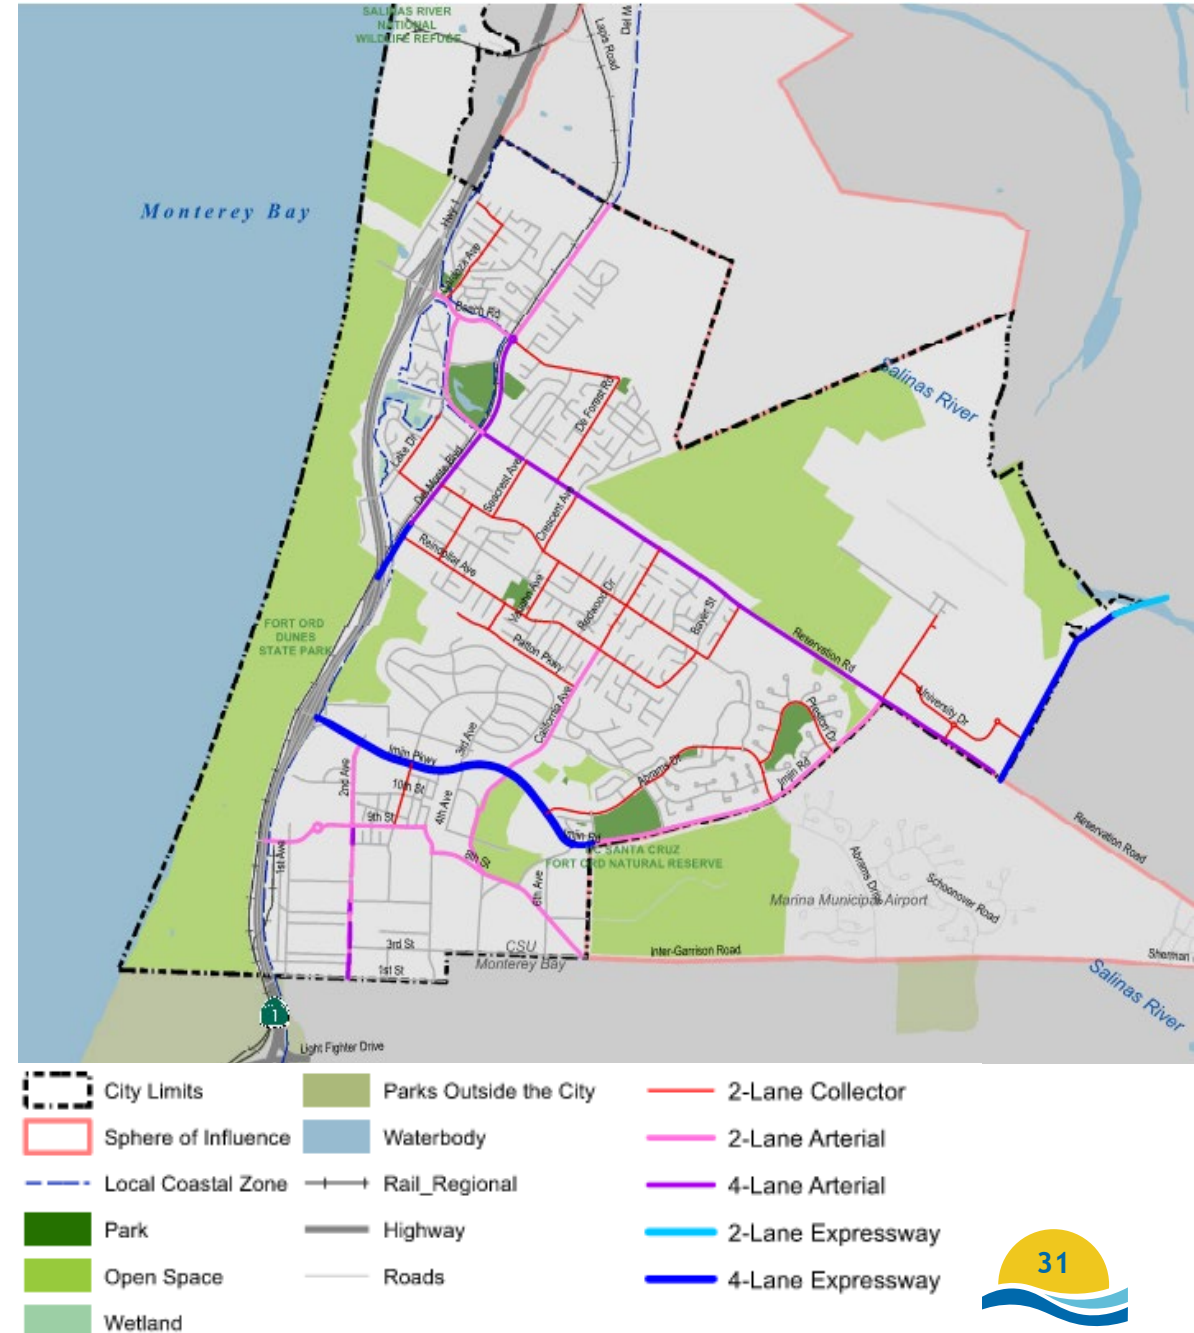 SALINAS RIVER
NATIONAL
WILDLIFE REFUGE
Lapis Road
Del M
Monterey Bay
Hwy 1
Beach Rd
Salinas River
De Forest Rd
Lake Dr
Del Monte Blvd
Seacrest Ave
Crescent Ave
Reindollar Ave
Vaughn Ave
Redwood Dr
Bayer St
FORT ORD
DUNES
STATE PARK
Patton Pkwy
Reservation Rd
University Dr
California Ave
3rd Ave
Preston Dr
Imjin Pkwy
2nd Ave
10th St
4th Ave
Abrams Dr
Imjin Rd
9th St
Imjin Rd
8th St
1st Ave
6th Ave
UC SANTA CRUZ
FORT ORD NATURAL RESERVE
Reservation Road
Abrams Drive
Schoonover Road
Marina Municipal Airport
3rd St
1st St
CSU
Monterey Bay
Inter-Garrison Road
Sherman
Salinas River
1
Light Fighter Drive
City Limits
Sphere of Influence
Local Coastal Zone
Park
Open Space
Wetland
Parks Outside the City
Waterbody
Rail_Regional
Highway
Roads
2-Lane Collector
2-Lane Arterial
4-Lane Arterial
2-Lane Expressway
4-Lane Expressway
31